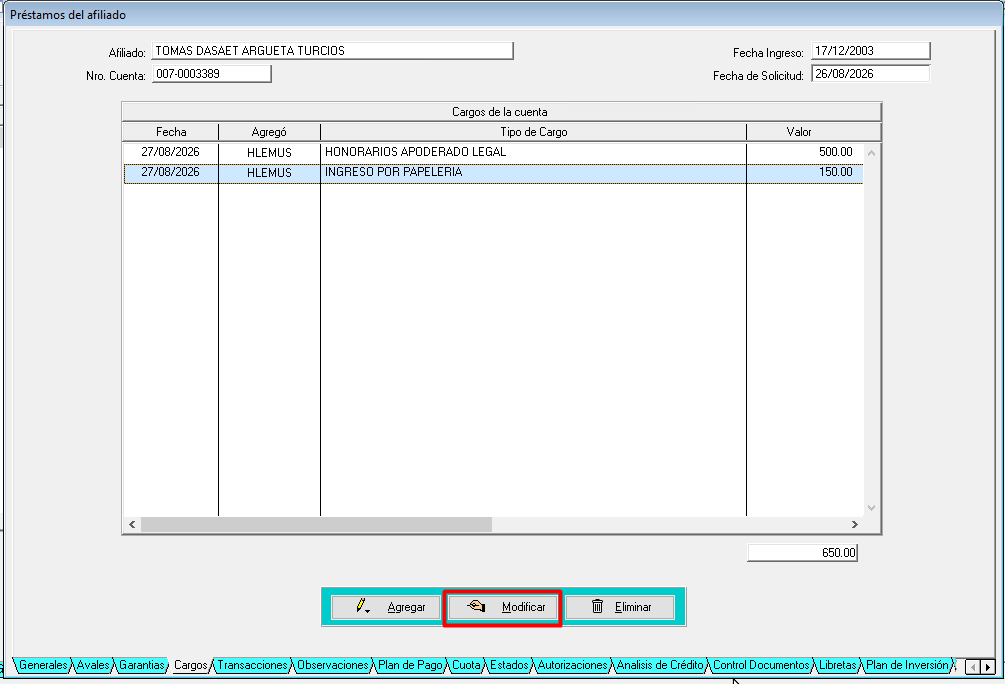 Préstamos del afiliado
Afiliado: TOMAS DASAET ARGUETA TURCIOS Fecha Ingreso: 17/12/2003
Nro. Cuenta: 007-0003389 Fecha de Solicitud: 26/08/2026
Cargos de la cuenta
Fecha Agregó Tipo de Cargo Valor
27/08/2026 HLEMUS HONORARIOS APODERADO LEGAL 500.00
27/08/2026 HLEMUS INGRESO POR PAPELERIA 150.00
650.00
Agregar Modificar Eliminar
Generales Avales Garantias Cargos Transacciones Observaciones Plan de Pago Cuota Estados Autorizaciones Analisis de Crédito Control Documentos Libretas Plan de Inversión